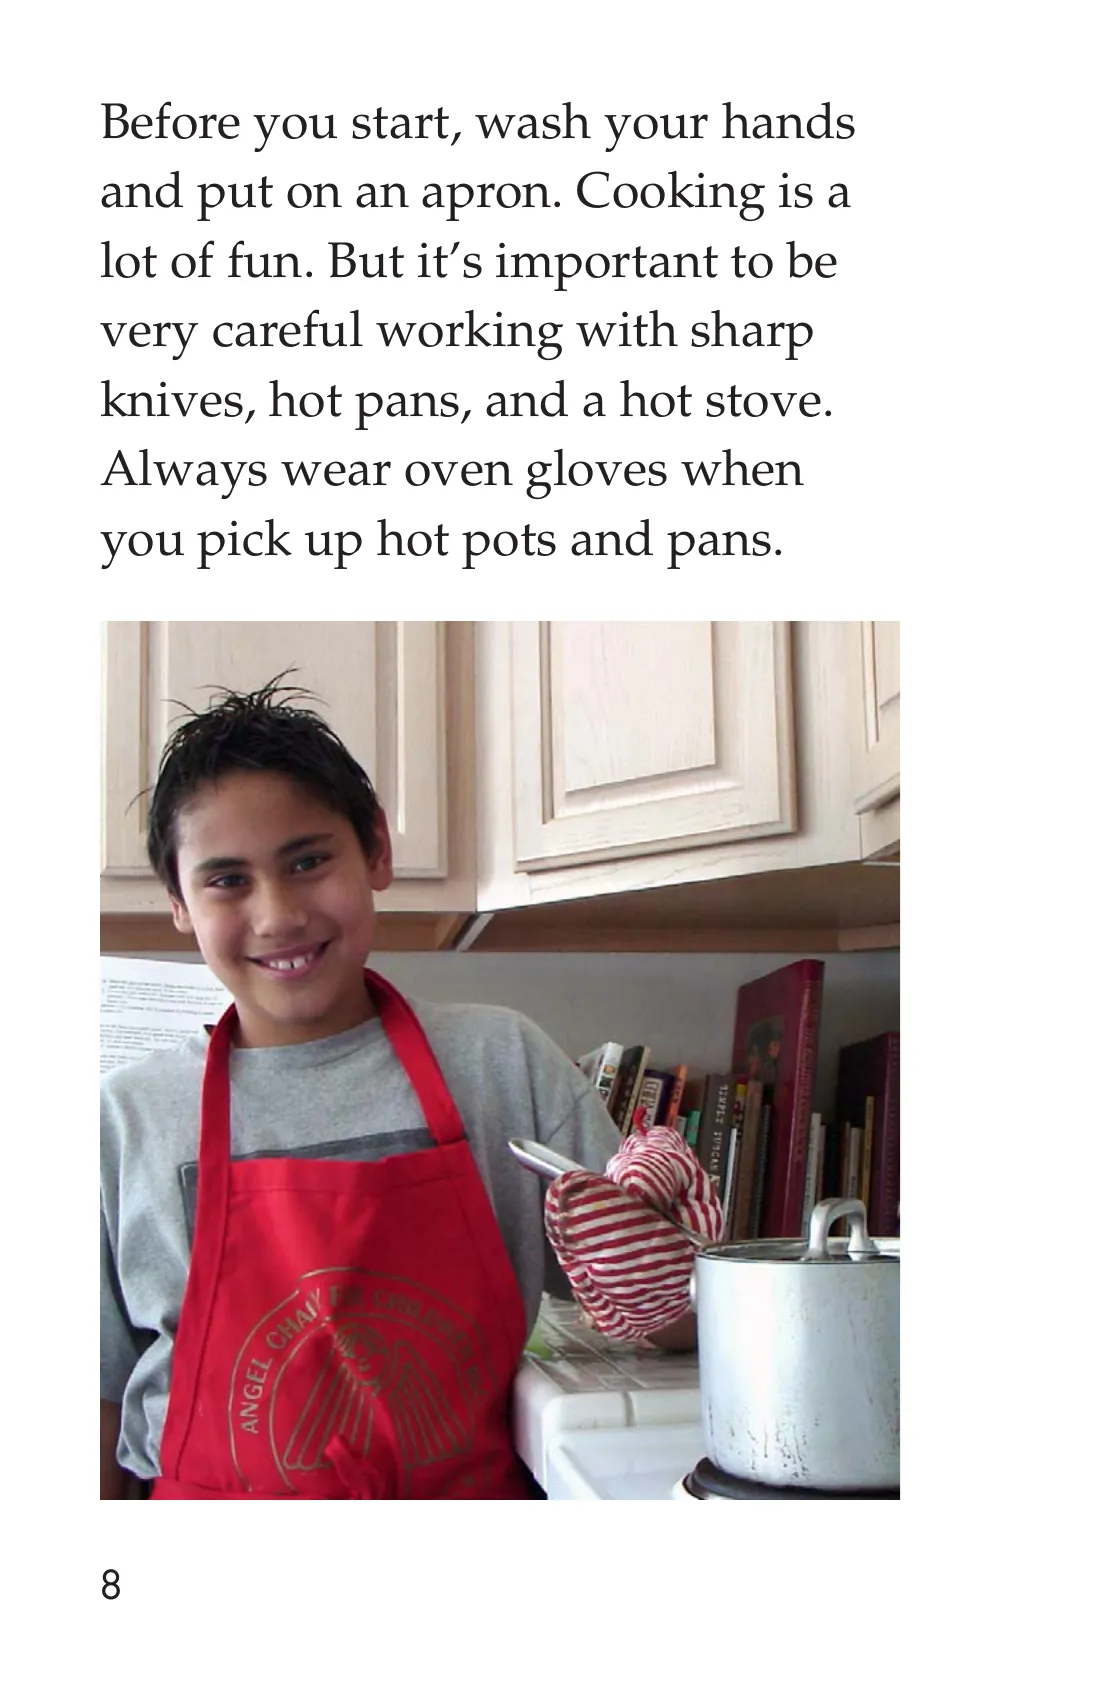 Before you start, wash your hands
and put on an apron. Cooking is a
lot of fun. But it’s important to be
very careful working with sharp
knives, hot pans, and a hot stove.
Always wear oven gloves when
you pick up hot pots and pans.
SIMPLY TUSCAN
ANGEL
8